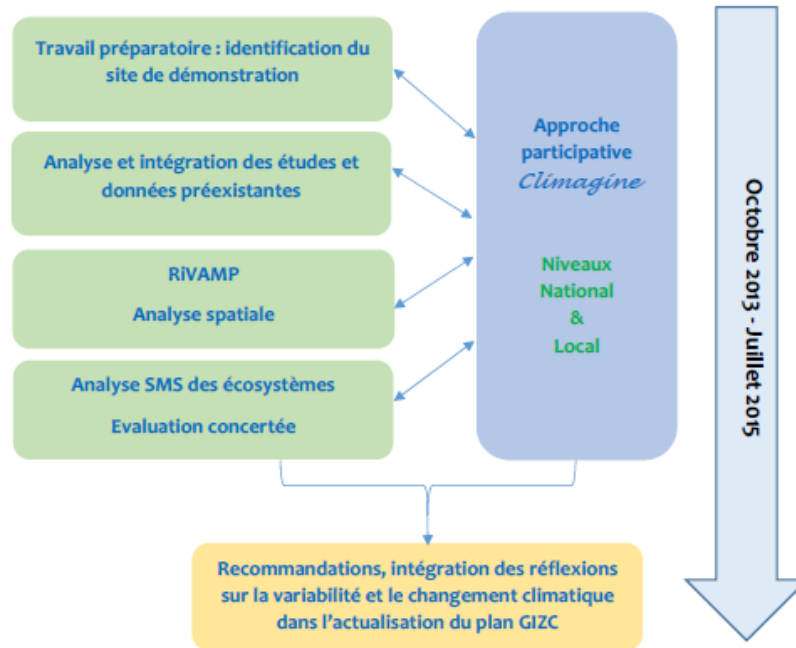 Travail préparatoire : identification du
site de démonstration
Analyse et intégration des études et
données préexistantes
RiVAMP
Analyse spatiale
Analyse SMS des écosystèmes
Evaluation concertée
Approche
participative
Climagine
Niveaux
National
&
Local
Octobre 2013 - Juillet 2015
Recommandations, intégration des réflexions
sur la variabilité et le changement climatique
dans l'actualisation du plan GIZC